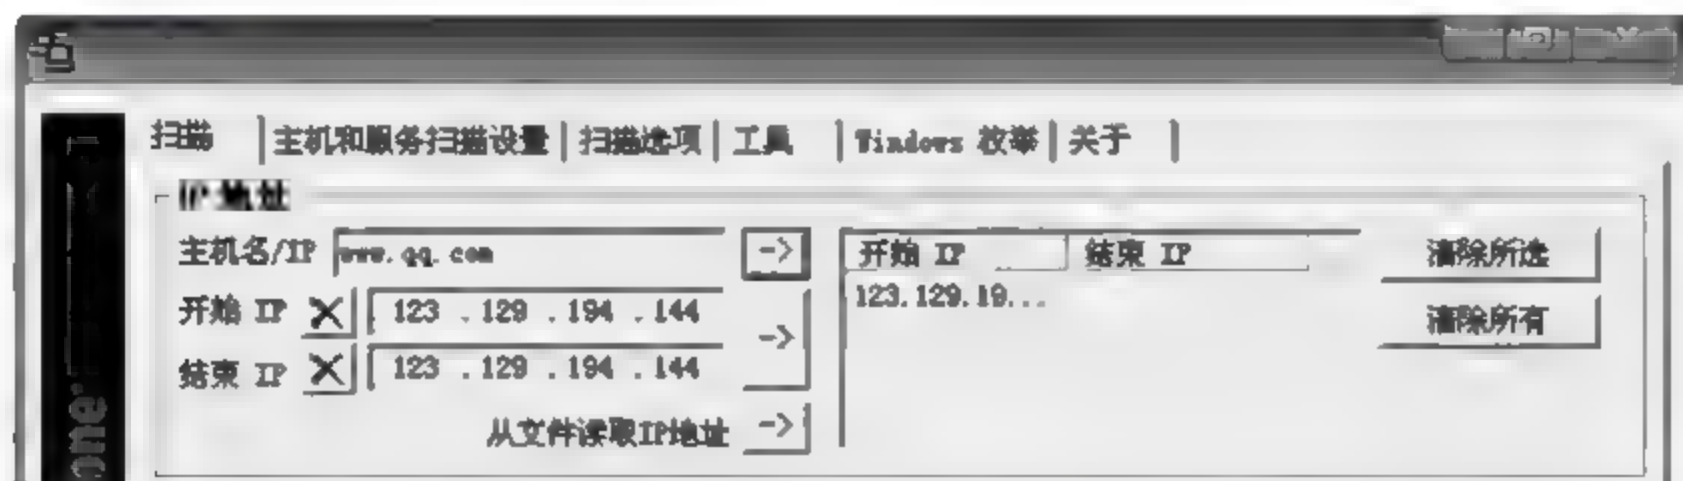 扫描 主机和服务扫描设置 扫描选项 工具 Windows 枚举 关于
IP 地址
主机名/IP www.qq.com -> 开始 IP 结束 IP 清除所选
开始 IP X 123 .129 .194 .144 -> 123.129.19... 清除所有
结束 IP X 123 .129 .194 .144
从文件读取IP地址 ->
one